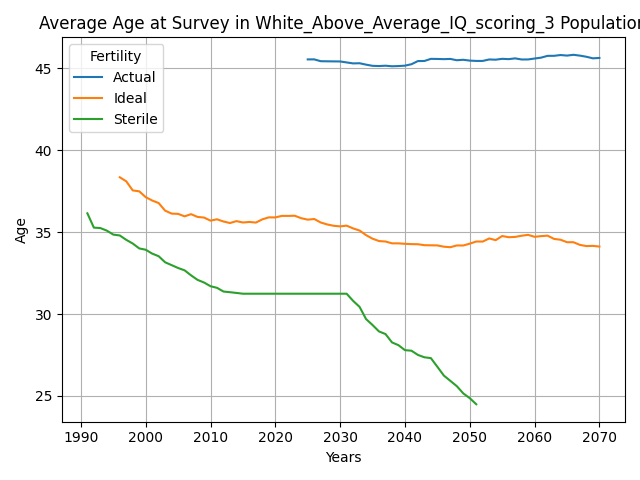 Average Age at Survey in White_Above_Average_IQ_scoring_3 Population
Fertility
Actual
Ideal
Sterile
Age
45
40
35
30
25
1990 2000 2010 2020 2030 2040 2050 2060 2070
Years